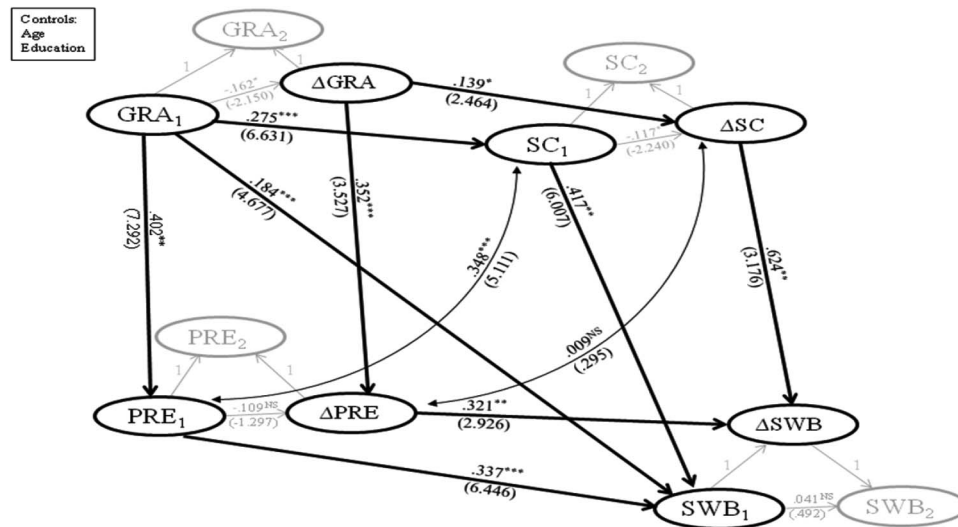 Controls:
Age
Education
GRA₂
SC₂
1
1
-.162*
(-2.150)
ΔGRA
.139*
(2.464)
1
1
GRA₁
.275***
(6.631)
SC₁
-.117*
(-2.240)
ΔSC
.402**
(7.292)
.184***
(4.677)
.352***
(3.527)
.417**
(6.007)
.348***
(5.111)
.624**
(3.176)
PRE₂
.009ᴺˢ
(.295)
1
1
PRE₁
-.109ᴺˢ
(-1.297)
ΔPRE
.321**
(2.926)
ΔSWB
.337***
(6.446)
1
1
SWB₁
.041ᴺˢ
(.492)
SWB₂